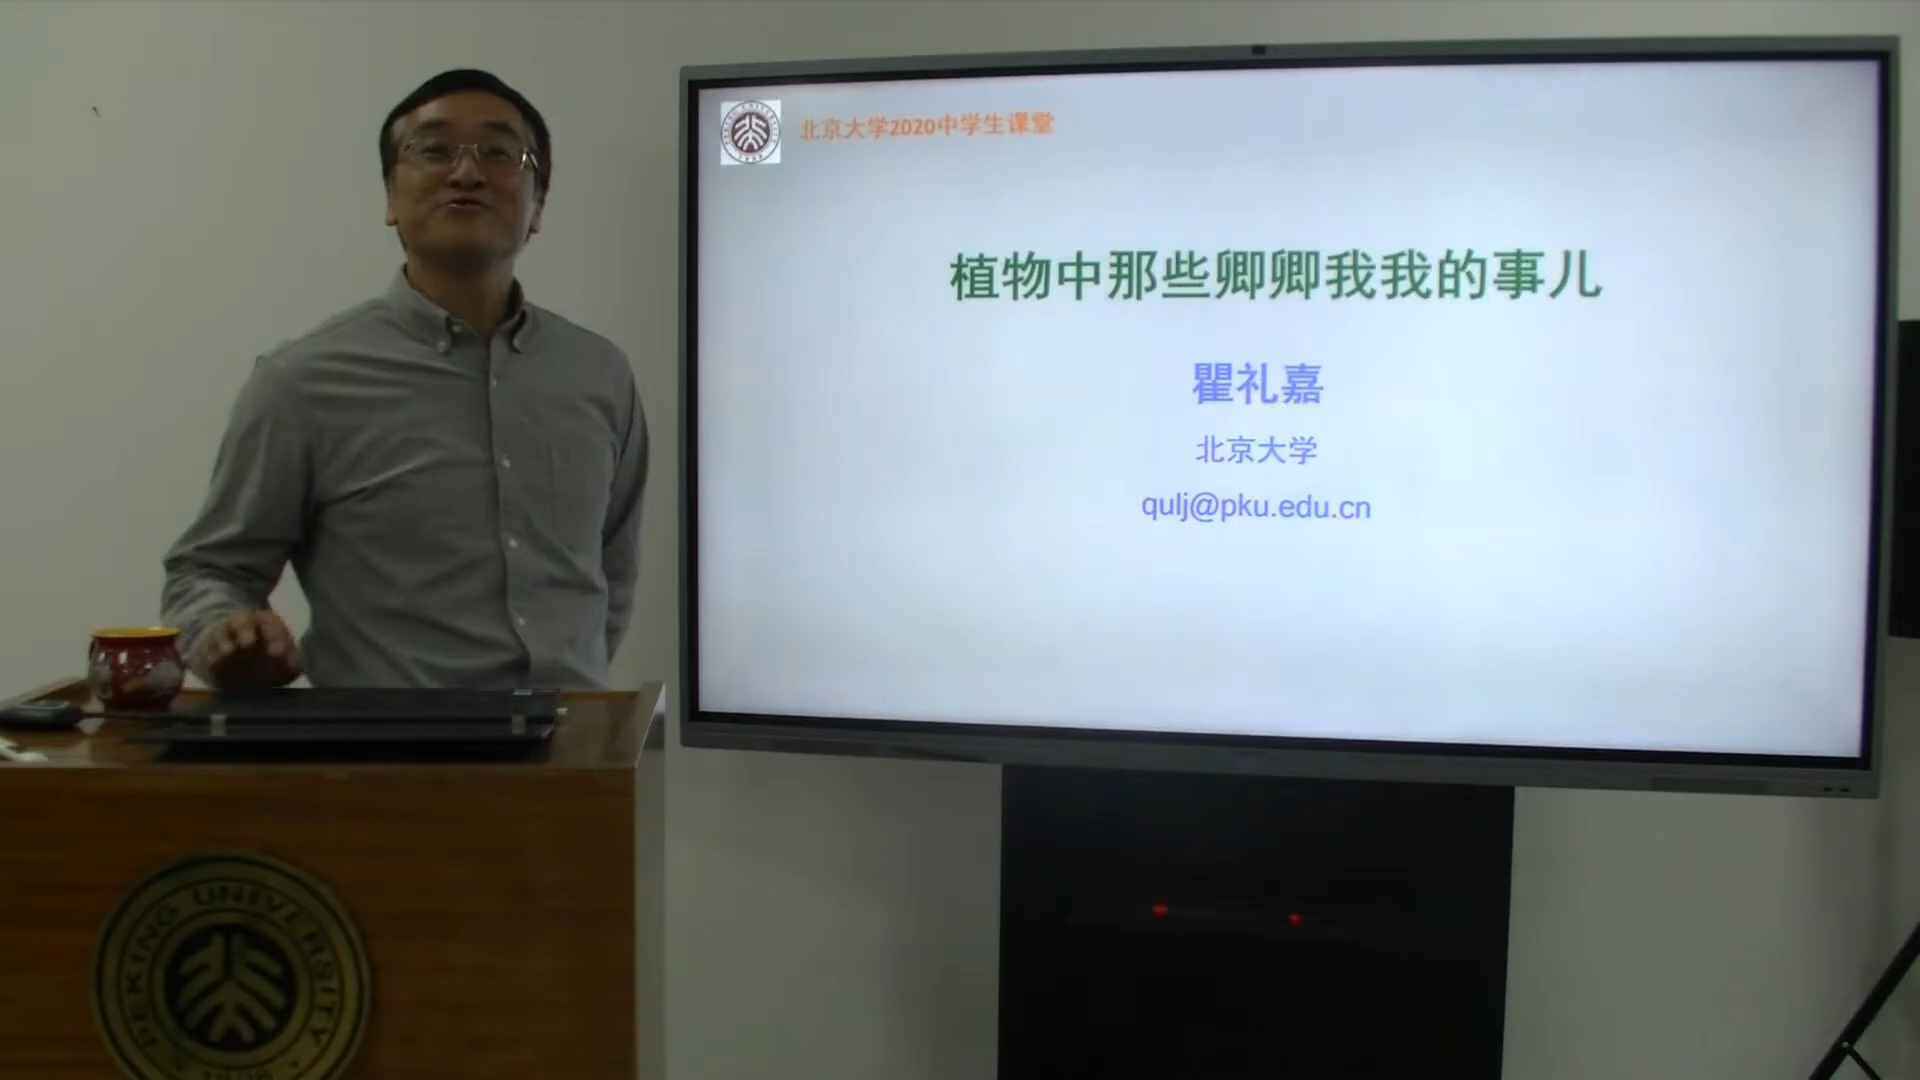 北京大学2020中学生课堂
植物中那些卿卿我我的事儿
瞿礼嘉
北京大学
qulj@pku.edu.cn
PEKING UNIVERSITY
1898